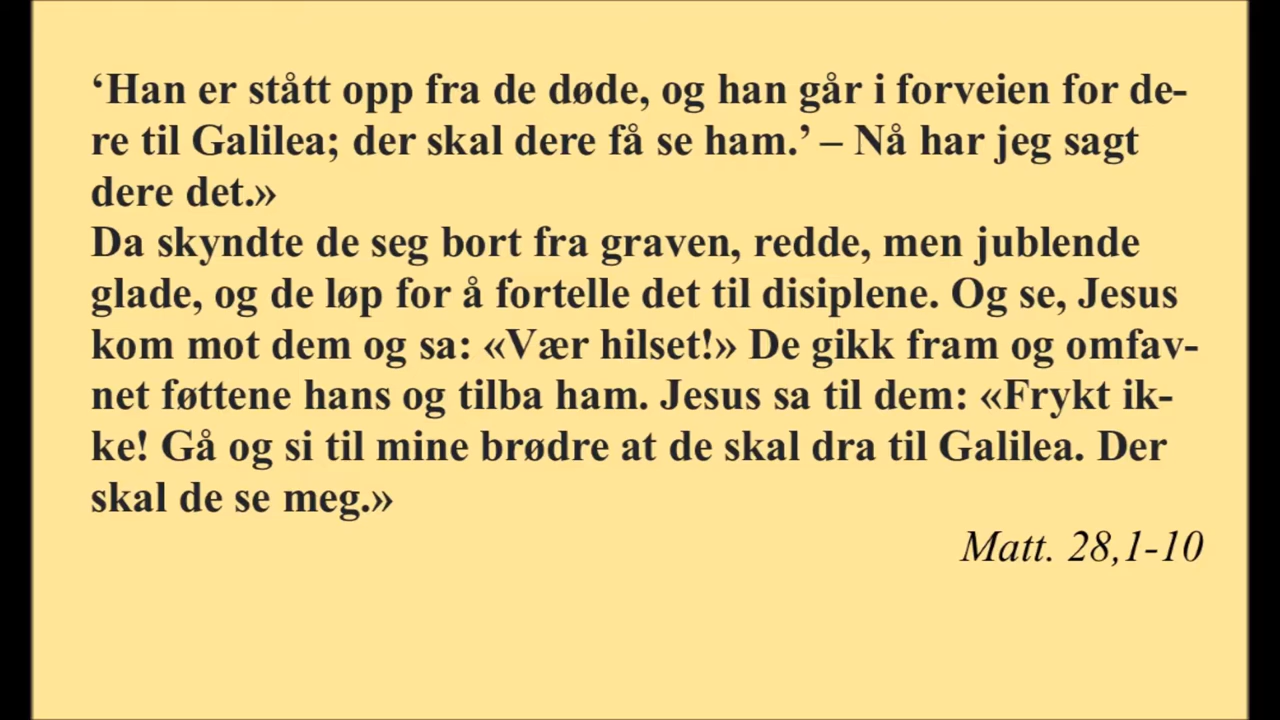 ‘Han er stått opp fra de døde, og han går i forveien for de-
re til Galilea; der skal dere få se ham.’ – Nå har jeg sagt
dere det.»
Da skyndte de seg bort fra graven, redde, men jublende
glade, og de løp for å fortelle det til disiplene. Og se, Jesus
kom mot dem og sa: «Vær hilset!» De gikk fram og omfav-
net føttene hans og tilba ham. Jesus sa til dem: «Frykt ik-
ke! Gå og si til mine brødre at de skal dra til Galilea. Der
skal de se meg.»
Matt. 28,1-10